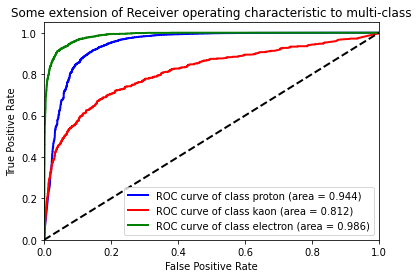 Some extension of Receiver operating characteristic to multi-class
1.0
0.8
0.6
0.4
0.2
0.0
True Positive Rate
ROC curve of class proton (area = 0.944)
ROC curve of class kaon (area = 0.812)
ROC curve of class electron (area = 0.986)
0.0 0.2 0.4 0.6 0.8 1.0
False Positive Rate